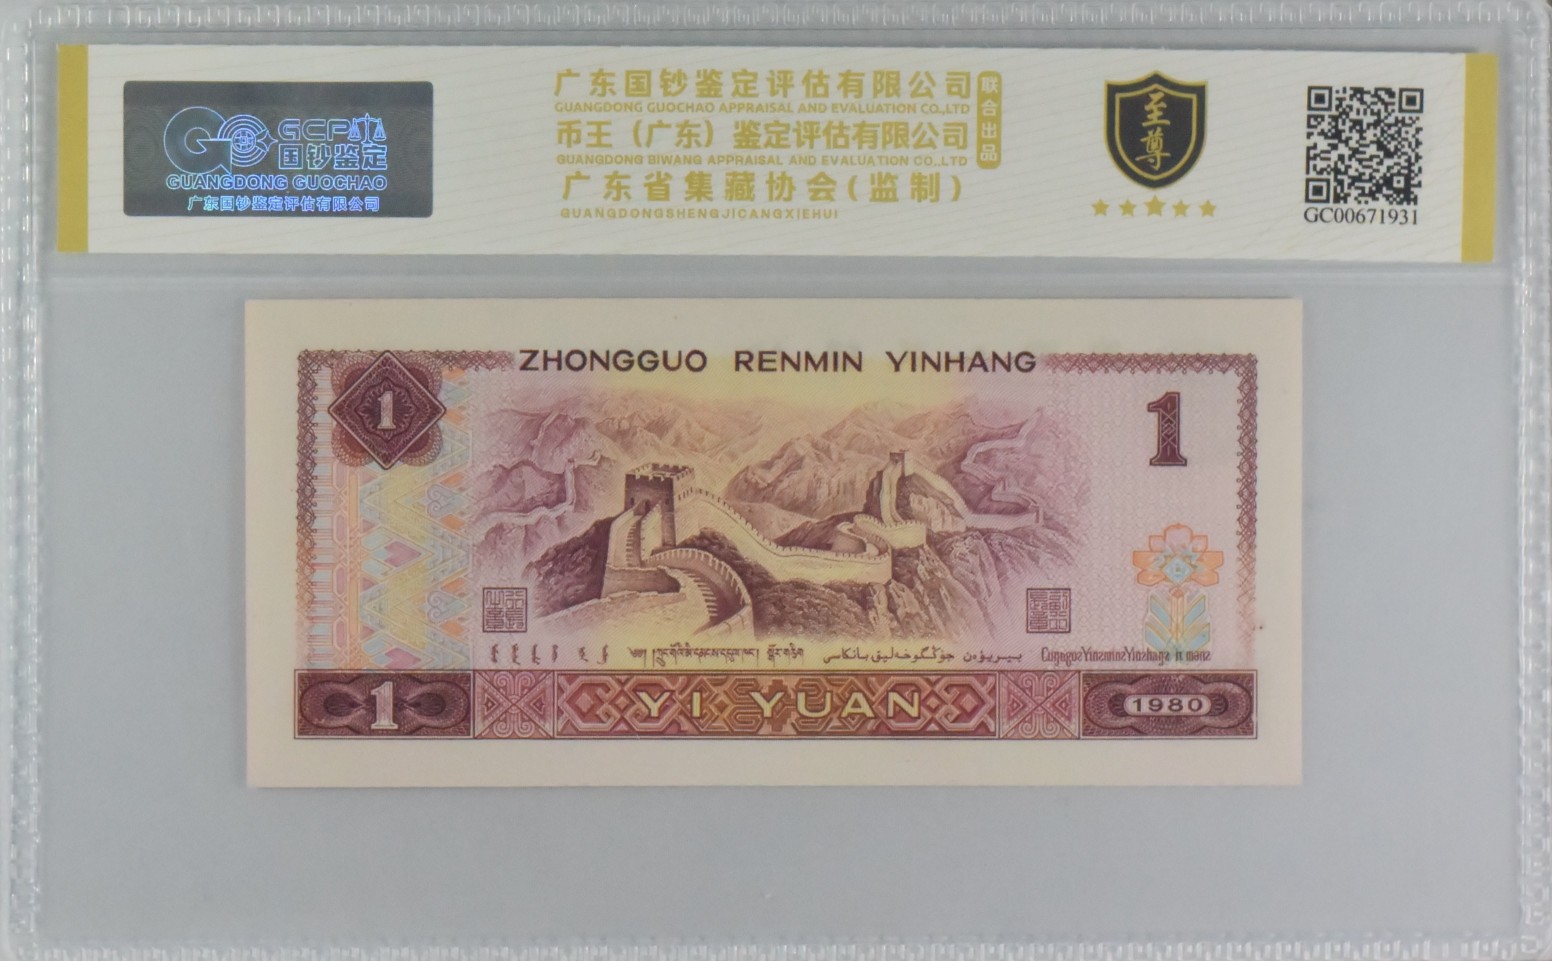 GCP
国钞鉴定
GUANGDONG GUOCHAO
广东国钞鉴定评估有限公司
广东国钞鉴定评估有限公司
GUANGDONG GUOCHAO APPRAISAL AND EVALUATION CO.,LTD
币王（广东）鉴定评估有限公司
GUANGDONG BIWANG APPRAISAL AND EVALUATION CO.,LTD
广东省集藏协会(监制)
GUANGDONGSHENGJICANGXIEHUI
联合出品
至尊
GC00671931
ZHONGGUO RENMIN YINHANG
1
1
1
YI YUAN
1980